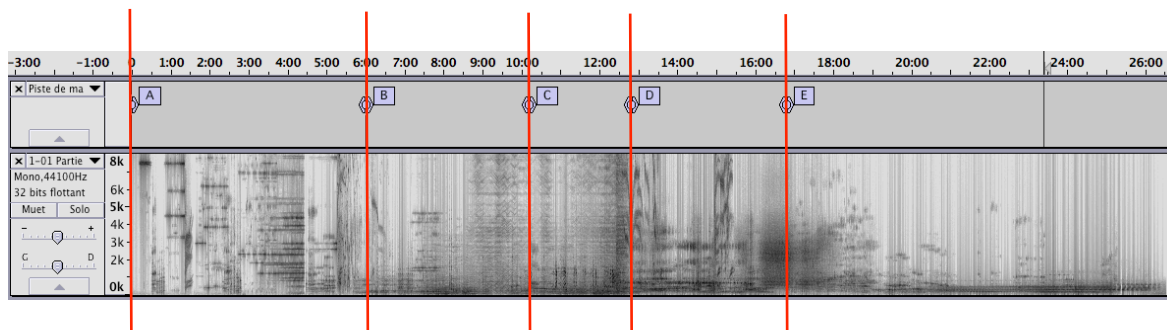 -3:00 -1:00 0 1:00 2:00 3:00 4:00 5:00 6:00 7:00 8:00 9:00 10:00 12:00 14:00 16:00 17:00 18:00 20:00 22:00 24:00 26:00
Piste de ma
A B C D E
1-01 Partie
Mono,44100Hz
32 bits flottant
Muet Solo
- +
G D
8k
6k
5k
4k
3k
2k
0k